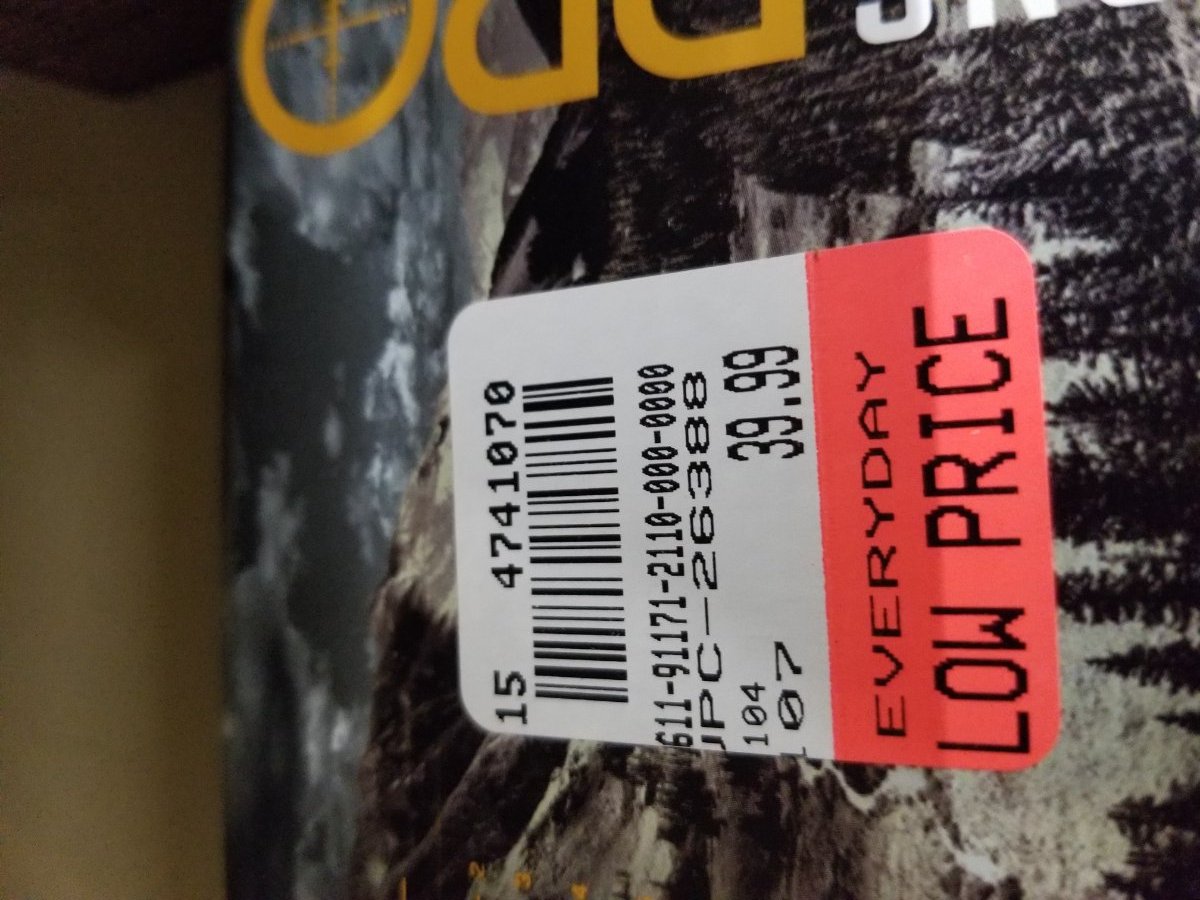 15 4741070
611-91171-2110-000-0000
JPC-26388
104 39.99
107
EVERYDAY
LOW PRICE